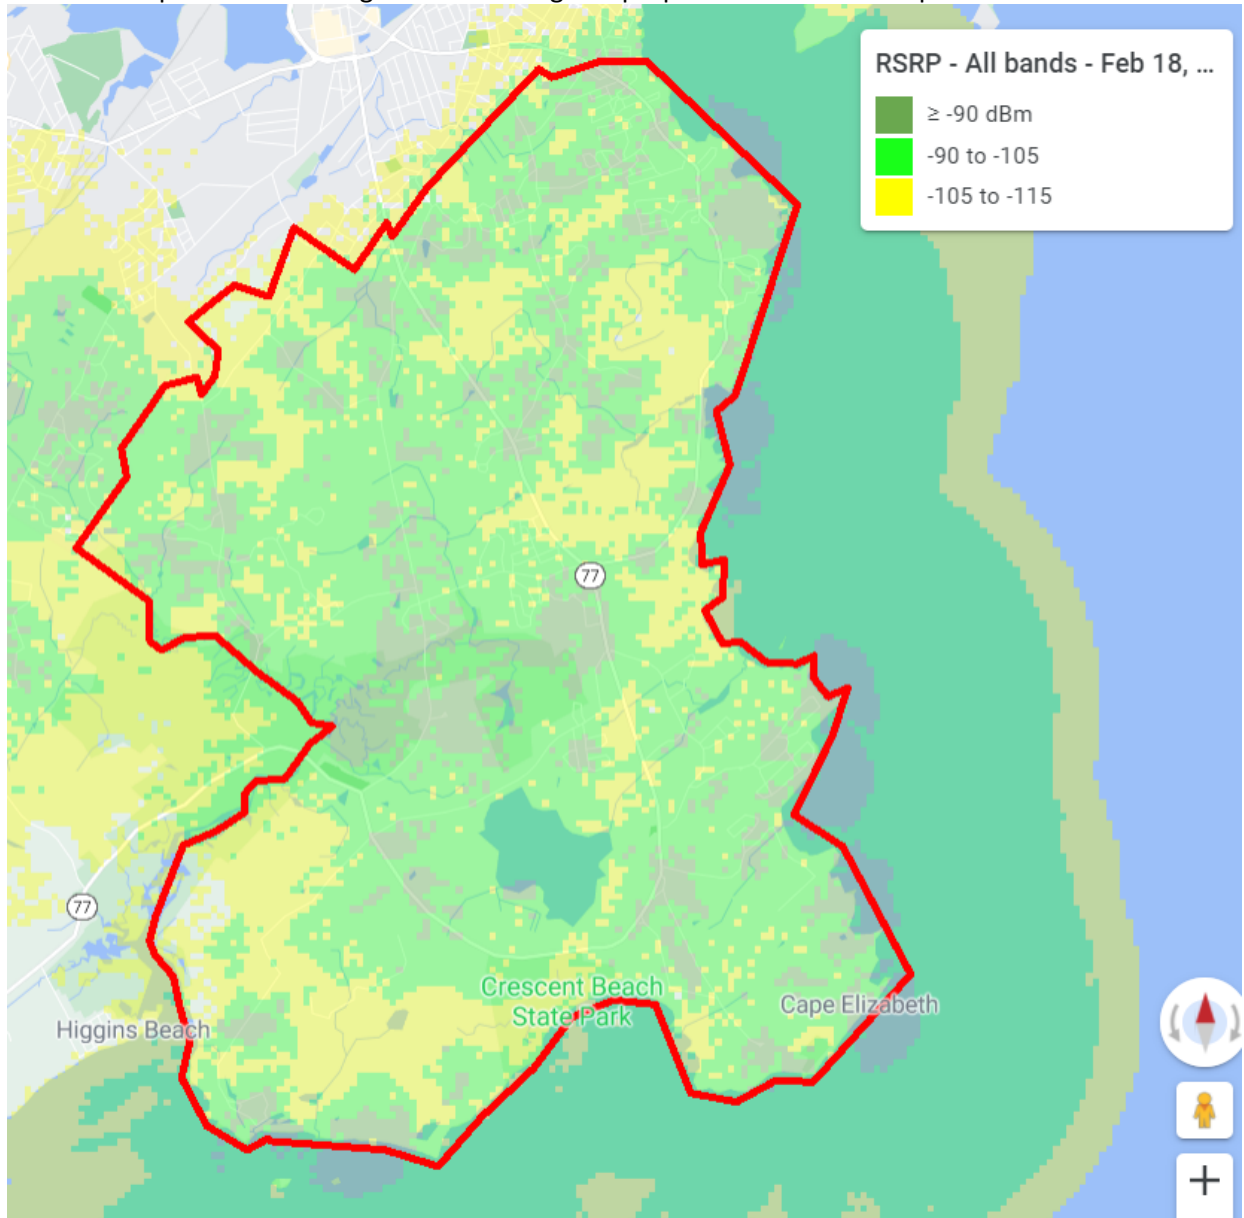 RSRP - All bands - Feb 18, ...
≥ -90 dBm
-90 to -105
-105 to -115
77
77
Crescent Beach
State Park
Cape Elizabeth
Higgins Beach